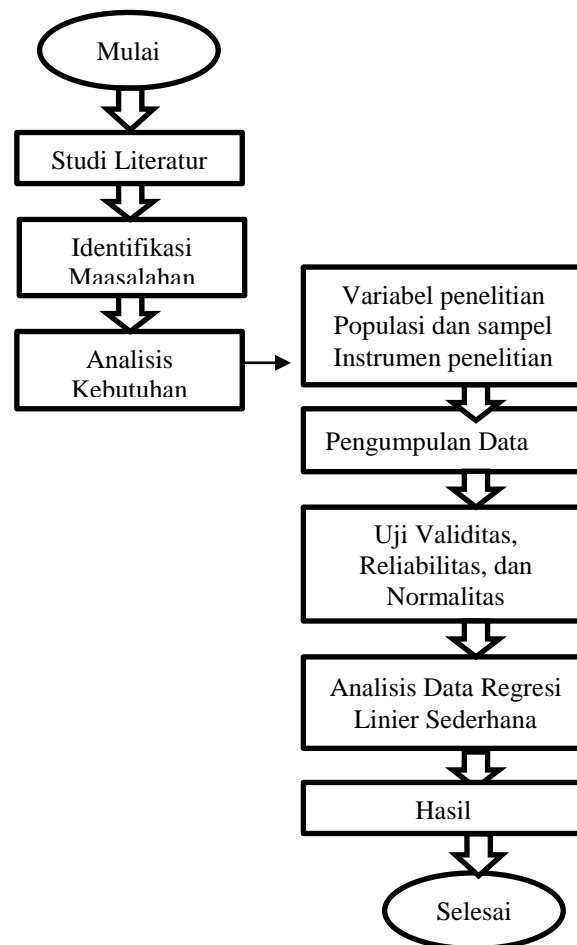 Mulai
Studi Literatur
Identifikasi
Maasalahan
Analisis
Kebutuhan
Variabel penelitian
Populasi dan sampel
Instrumen penelitian
Pengumpulan Data
Uji Validitas,
Reliabilitas, dan
Normalitas
Analisis Data Regresi
Linier Sederhana
Hasil
Selesai